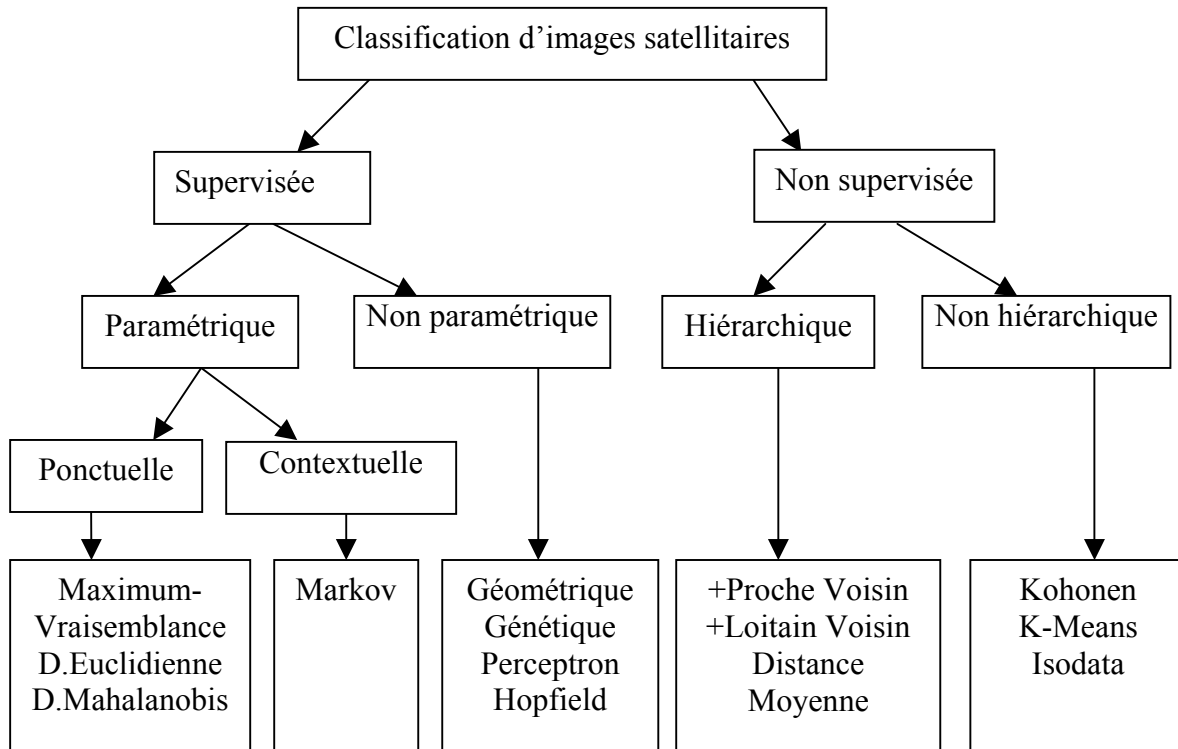 Classification d’images satellitaires
Supervisée
Non supervisée
Paramétrique
Non paramétrique
Hiérarchique
Non hiérarchique
Ponctuelle
Contextuelle
Maximum-
Vraisemblance
D.Euclidienne
D.Mahalanobis
Markov
Géométrique
Génétique
Perceptron
Hopfield
+Proche Voisin
+Loitain Voisin
Distance
Moyenne
Kohonen
K-Means
Isodata